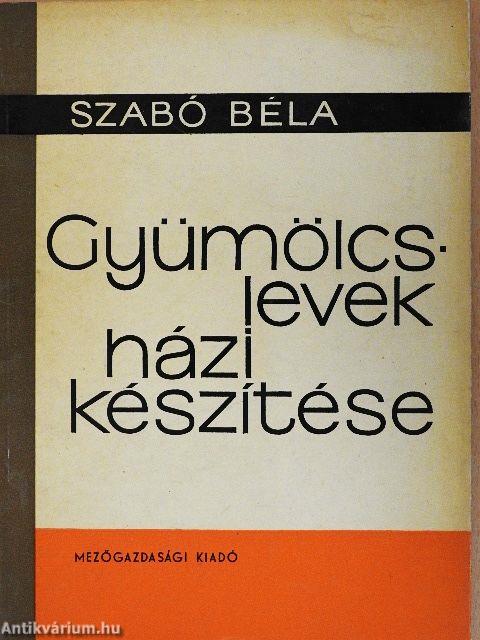 SZABÓ BÉLA
Gyümölcs-
levek
házi
készítése
MEZŐGAZDASÁGI KIADÓ
Antikvárium.hu